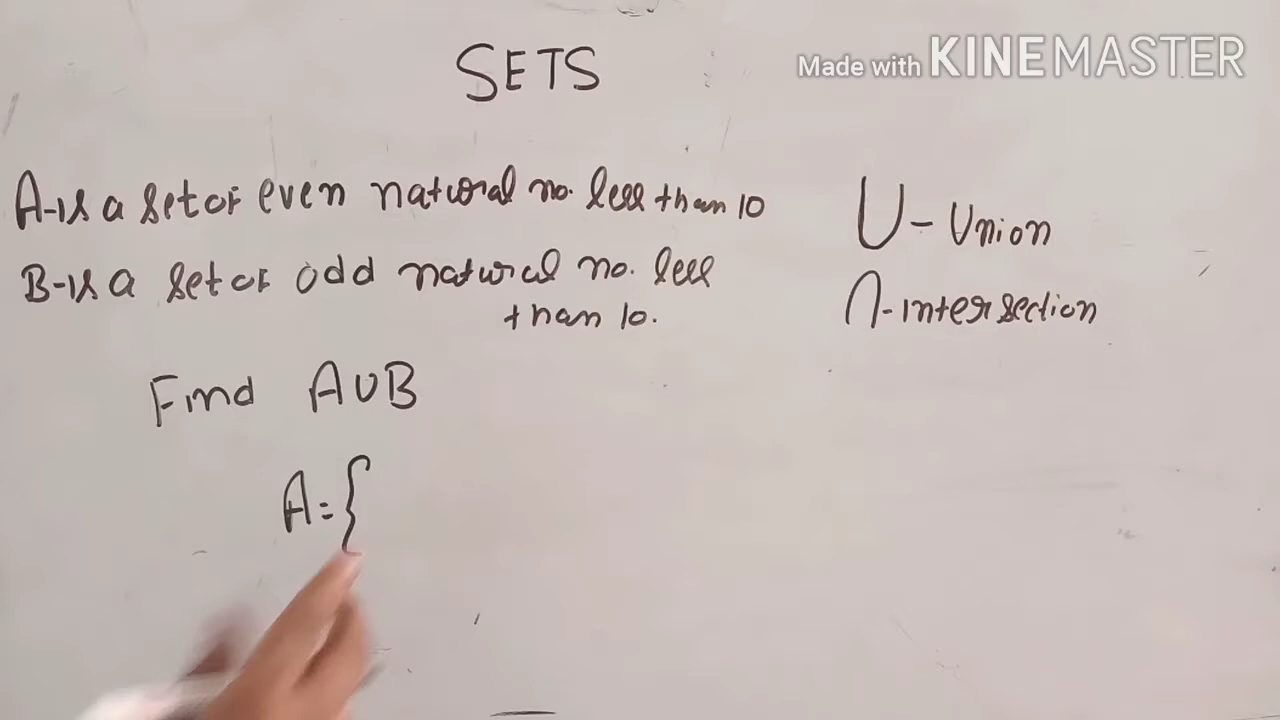 SETS
Made with KINEMASTER
A-is a set of even natural no. less than 10
B-is a set of odd natural no. less
than 10.
U - Union
∩ - intersection
Find A∪B
A = {